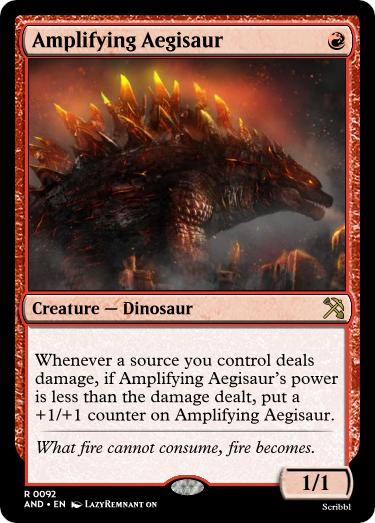 Amplifying Aegisaur
Creature — Dinosaur
Whenever a source you control deals
damage, if Amplifying Aegisaur's power
is less than the damage dealt, put a
+1/+1 counter on Amplifying Aegisaur.
What fire cannot consume, fire becomes.
1/1
R 0092
AND • EN LazyRemnant on
Scribbl